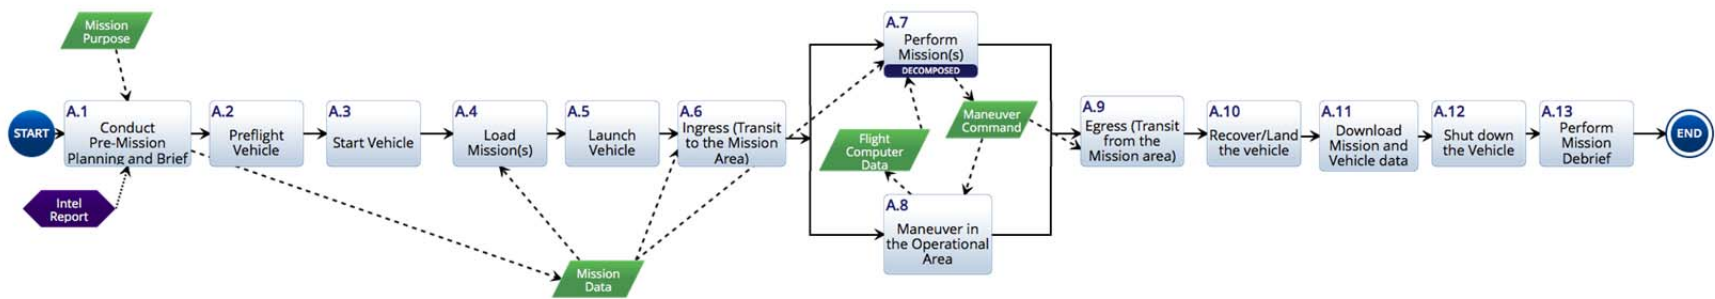 Mission
Purpose
START
A.1
Conduct
Pre-Mission
Planning and Brief
Intel
Report
A.2
Preflight
Vehicle
A.3
Start Vehicle
A.4
Load
Mission(s)
A.5
Launch
Vehicle
A.6
Ingress (Transit
to the Mission
Area)
Mission
Data
A.7
Perform
Mission(s)
DECOMPOSED
Maneuver
Command
Flight
Computer
Data
A.8
Maneuver in
the Operational
Area
A.9
Egress (Transit
from the
Mission area)
A.10
Recover/Land
the vehicle
A.11
Download
Mission and
Vehicle data
A.12
Shut down
the Vehicle
A.13
Perform
Mission
Debrief
END